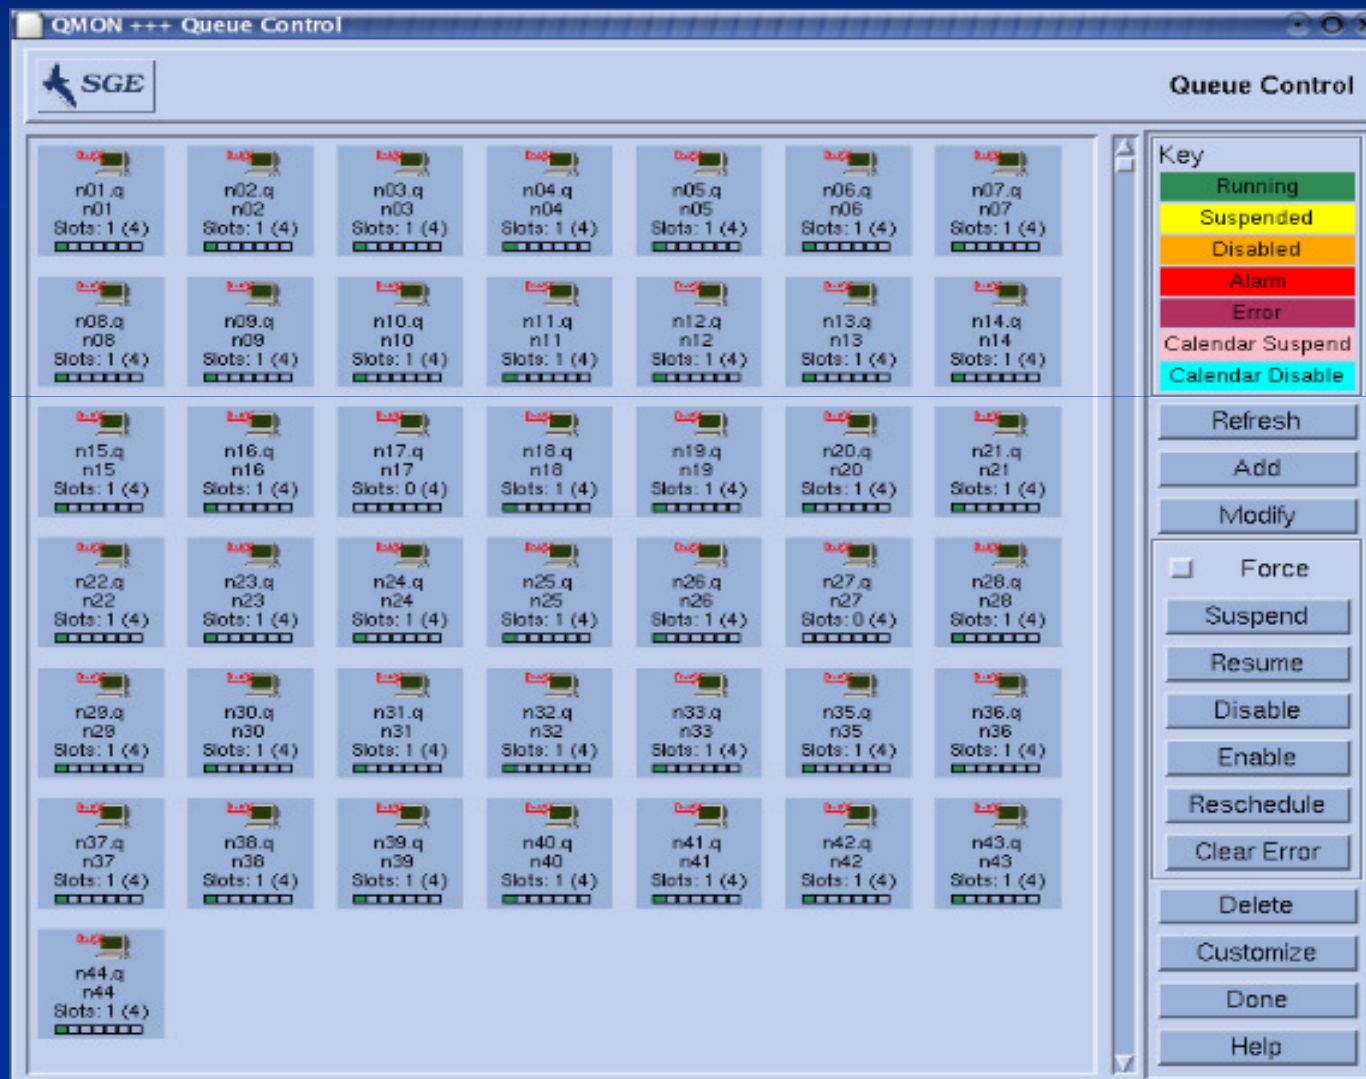 QMON +++ Queue Control
SGE
Queue Control
n01.q
n01
Slots: 1 (4)
n02.q
n02
Slots: 1 (4)
n03.q
n03
Slots: 1 (4)
n04.q
n04
Slots: 1 (4)
n05.q
n05
Slots: 1 (4)
n06.q
n06
Slots: 1 (4)
n07.q
n07
Slots: 1 (4)
n08.q
n08
Slots: 1 (4)
n09.q
n09
Slots: 1 (4)
n10.q
n10
Slots: 1 (4)
n11.q
n11
Slots: 1 (4)
n12.q
n12
Slots: 1 (4)
n13.q
n13
Slots: 1 (4)
n14.q
n14
Slots: 1 (4)
n15.q
n15
Slots: 1 (4)
n16.q
n16
Slots: 1 (4)
n17.q
n17
Slots: 0 (4)
n18.q
n18
Slots: 1 (4)
n19.q
n19
Slots: 1 (4)
n20.q
n20
Slots: 1 (4)
n21.q
n21
Slots: 1 (4)
n22.q
n22
Slots: 1 (4)
n23.q
n23
Slots: 1 (4)
n24.q
n24
Slots: 1 (4)
n25.q
n25
Slots: 1 (4)
n26.q
n26
Slots: 1 (4)
n27.q
n27
Slots: 0 (4)
n28.q
n28
Slots: 1 (4)
n29.q
n29
Slots: 1 (4)
n30.q
n30
Slots: 1 (4)
n31.q
n31
Slots: 1 (4)
n32.q
n32
Slots: 1 (4)
n33.q
n33
Slots: 1 (4)
n35.q
n35
Slots: 1 (4)
n36.q
n36
Slots: 1 (4)
n37.q
n37
Slots: 1 (4)
n38.q
n38
Slots: 1 (4)
n39.q
n39
Slots: 1 (4)
n40.q
n40
Slots: 1 (4)
n41.q
n41
Slots: 1 (4)
n42.q
n42
Slots: 1 (4)
n43.q
n43
Slots: 1 (4)
n44.q
n44
Slots: 1 (4)
Key
Running
Suspended
Disabled
Alarm
Error
Calendar Suspend
Calendar Disable
Refresh
Add
Modify
Force
Suspend
Resume
Disable
Enable
Reschedule
Clear Error
Delete
Customize
Done
Help